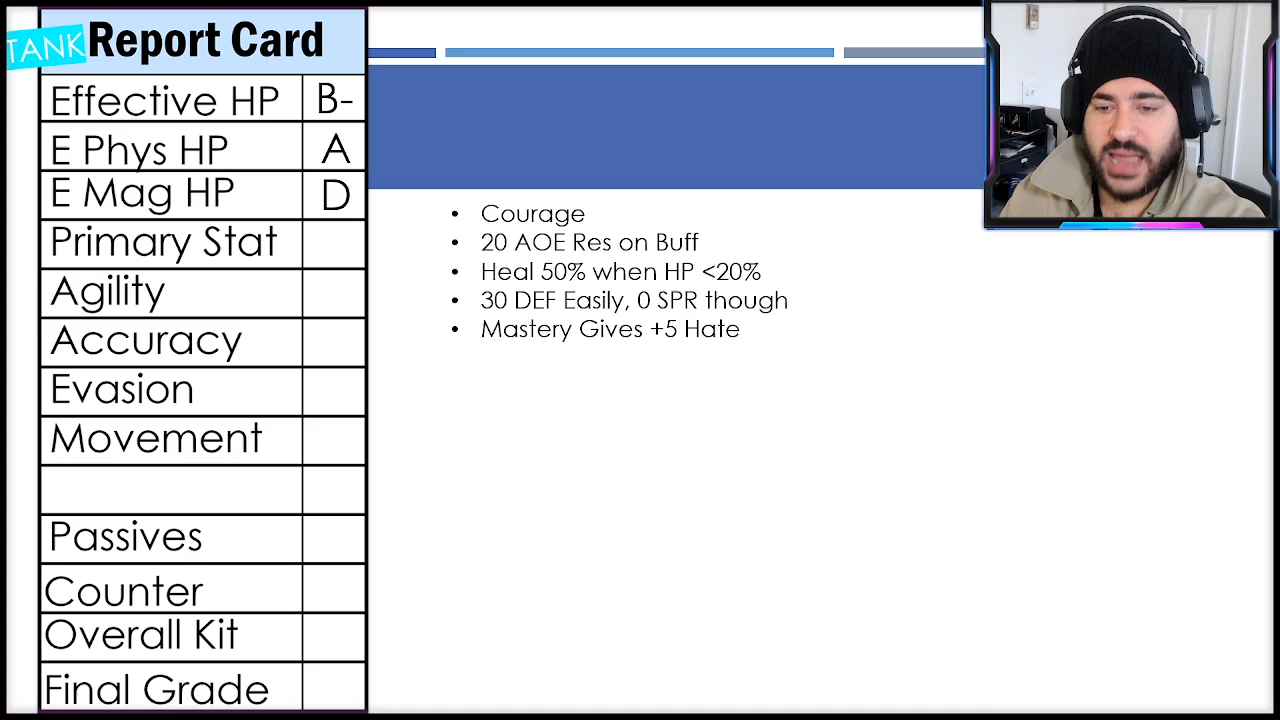 TANK Report Card
Effective HP B-
E Phys HP A
E Mag HP D
Primary Stat
Agility
Accuracy
Evasion
Movement
Passives
Counter
Overall Kit
Final Grade
• Courage
• 20 AOE Res on Buff
• Heal 50% when HP <20%
• 30 DEF Easily, 0 SPR though
• Mastery Gives +5 Hate